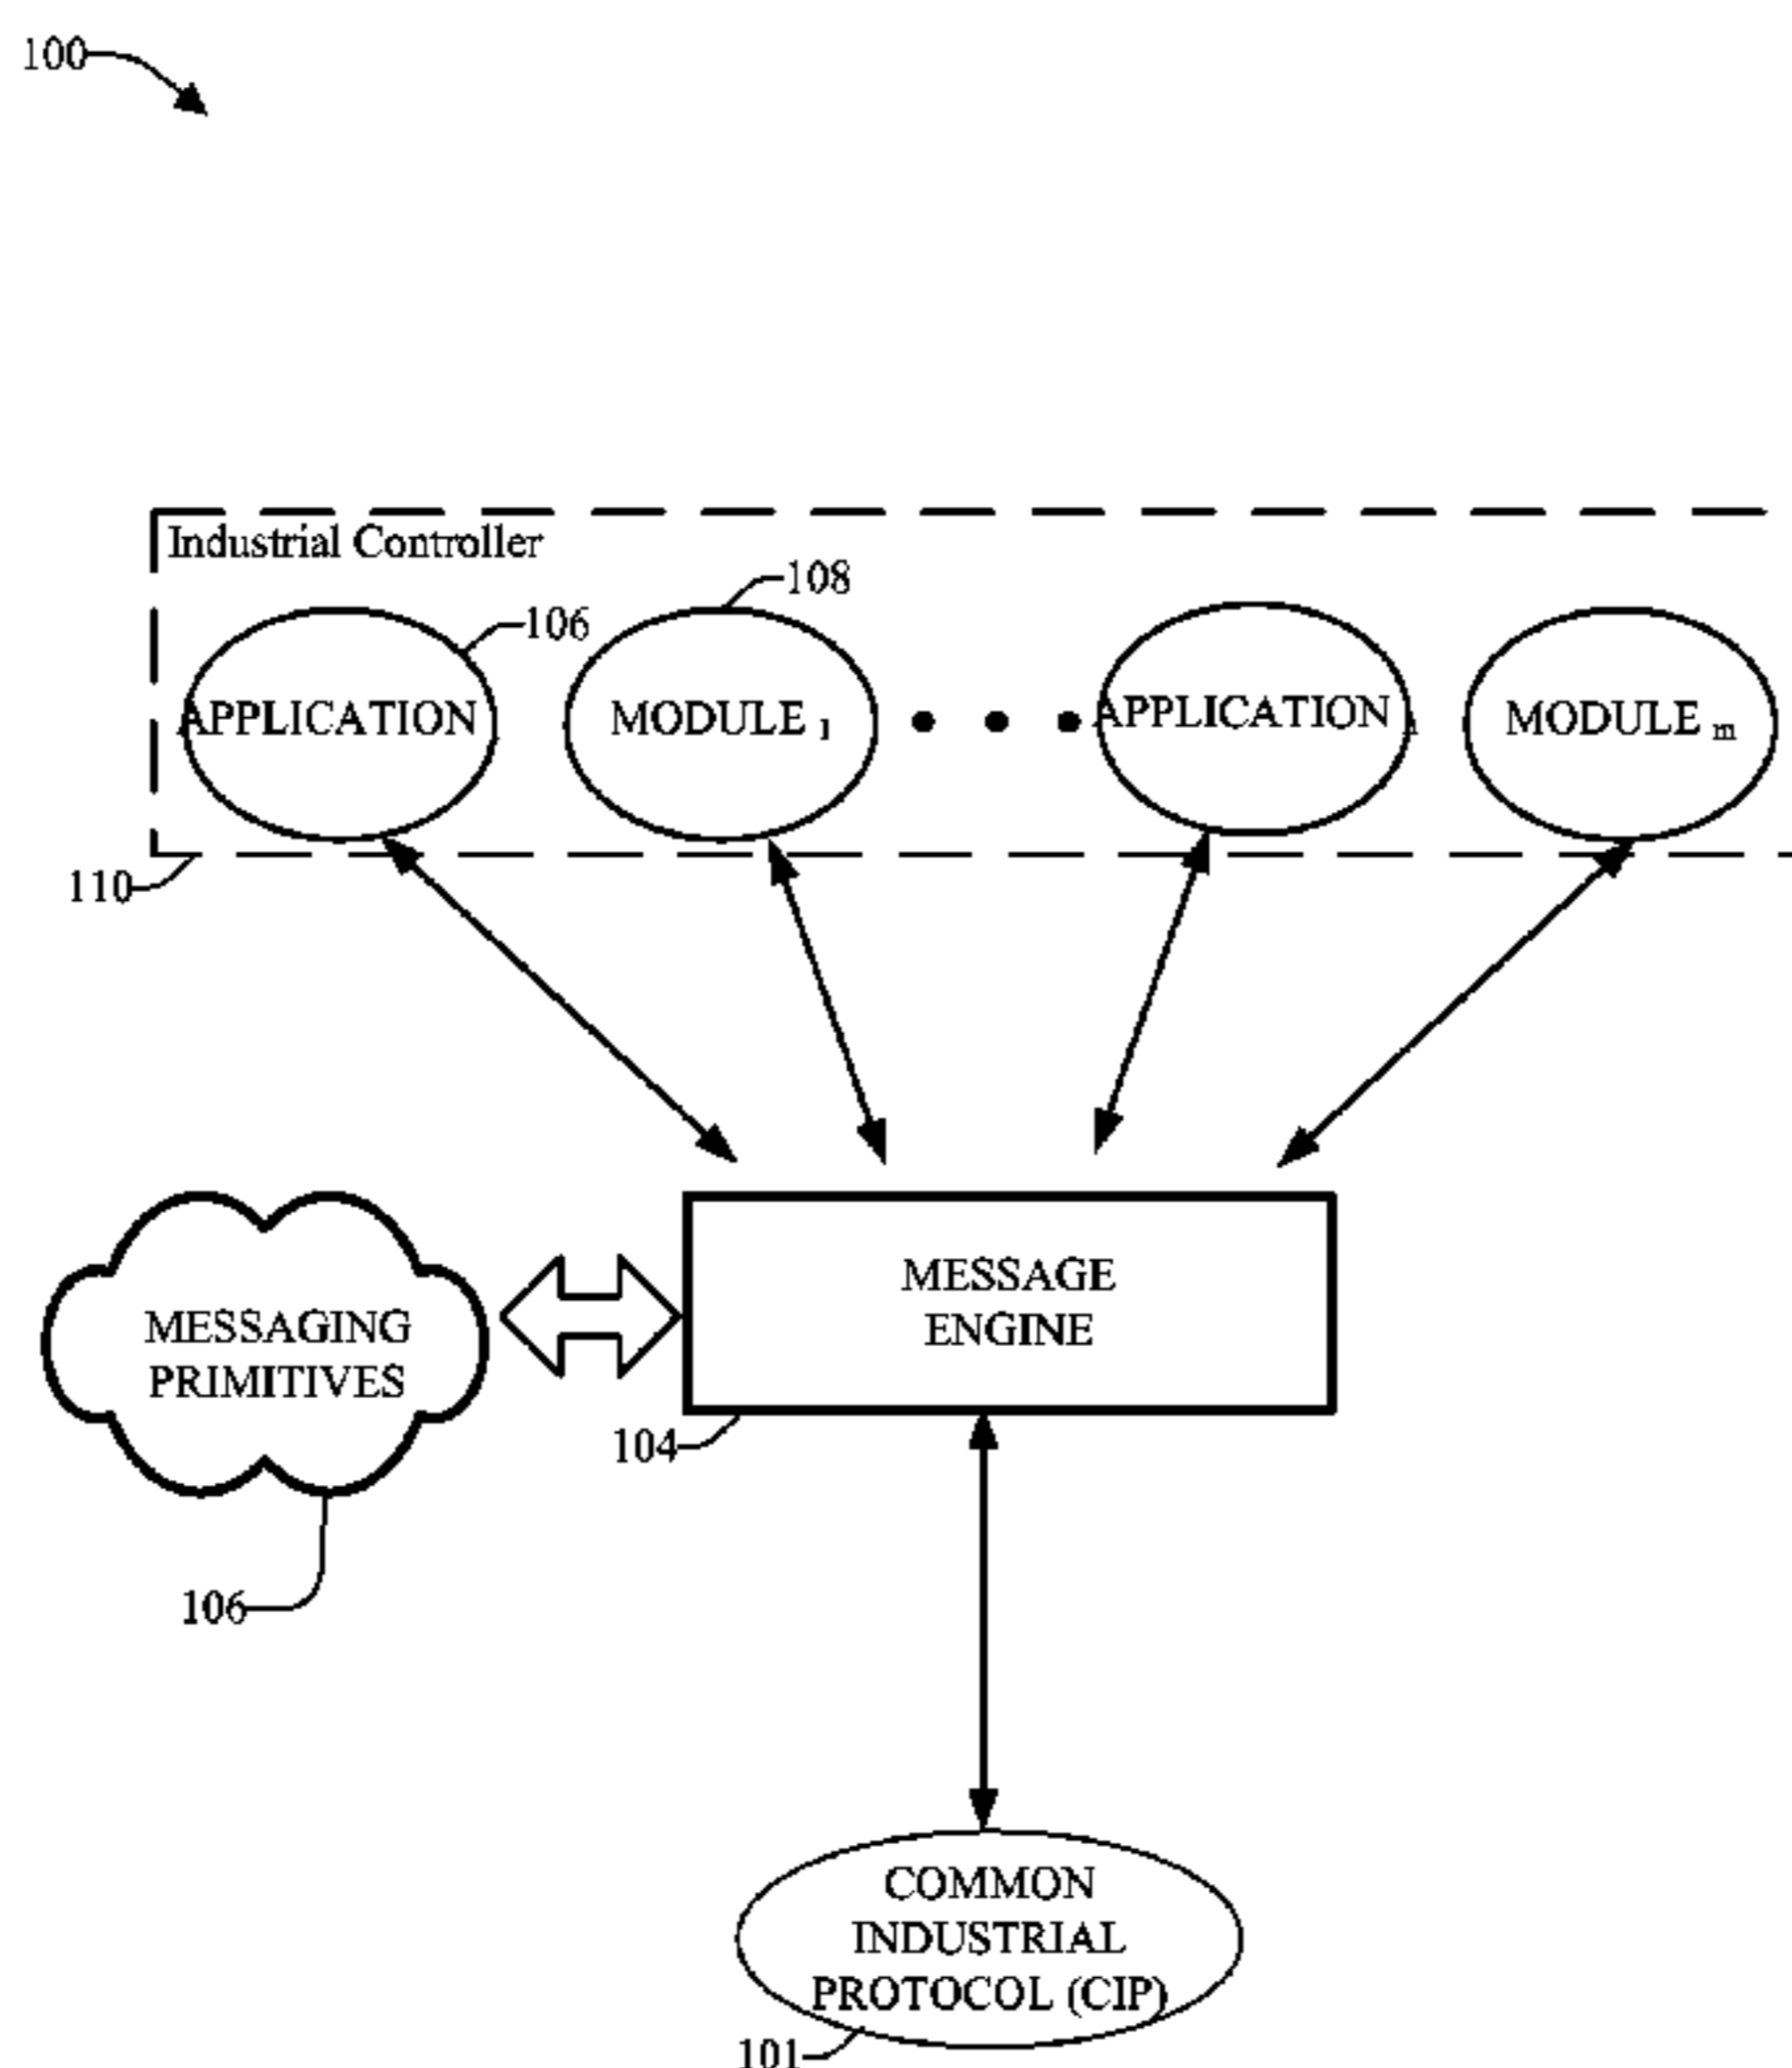 100
Industrial Controller
108
106
APPLICATION
MODULE 1
APPLICATION
MODULE m
110
MESSAGE
ENGINE
MESSAGING
PRIMITIVES
104
106
COMMON
INDUSTRIAL
PROTOCOL (CIP)
101